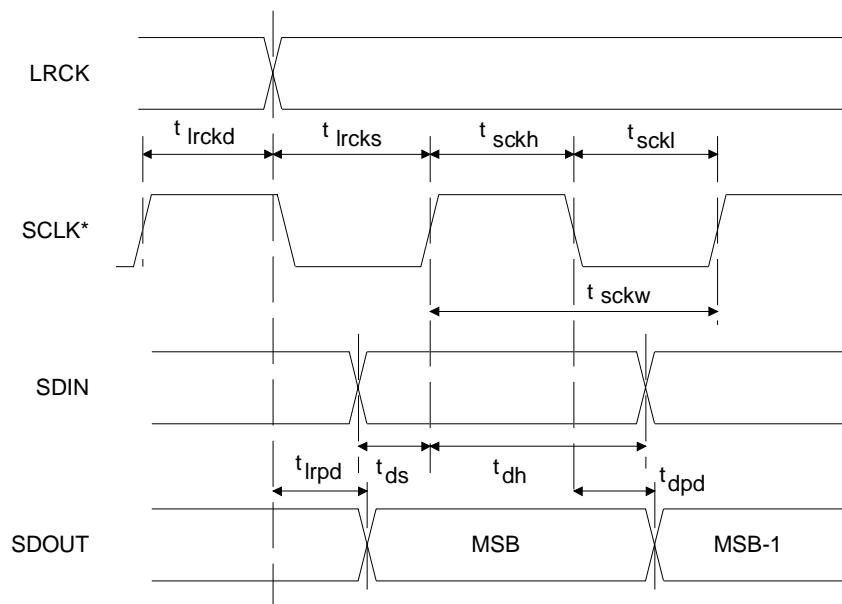 LRCK
t lrckd
t lrcks
t sckh
t sckl
SCLK*
t sckw
SDIN
t lrpd
t ds
t dh
t dpd
SDOUT
MSB
MSB-1